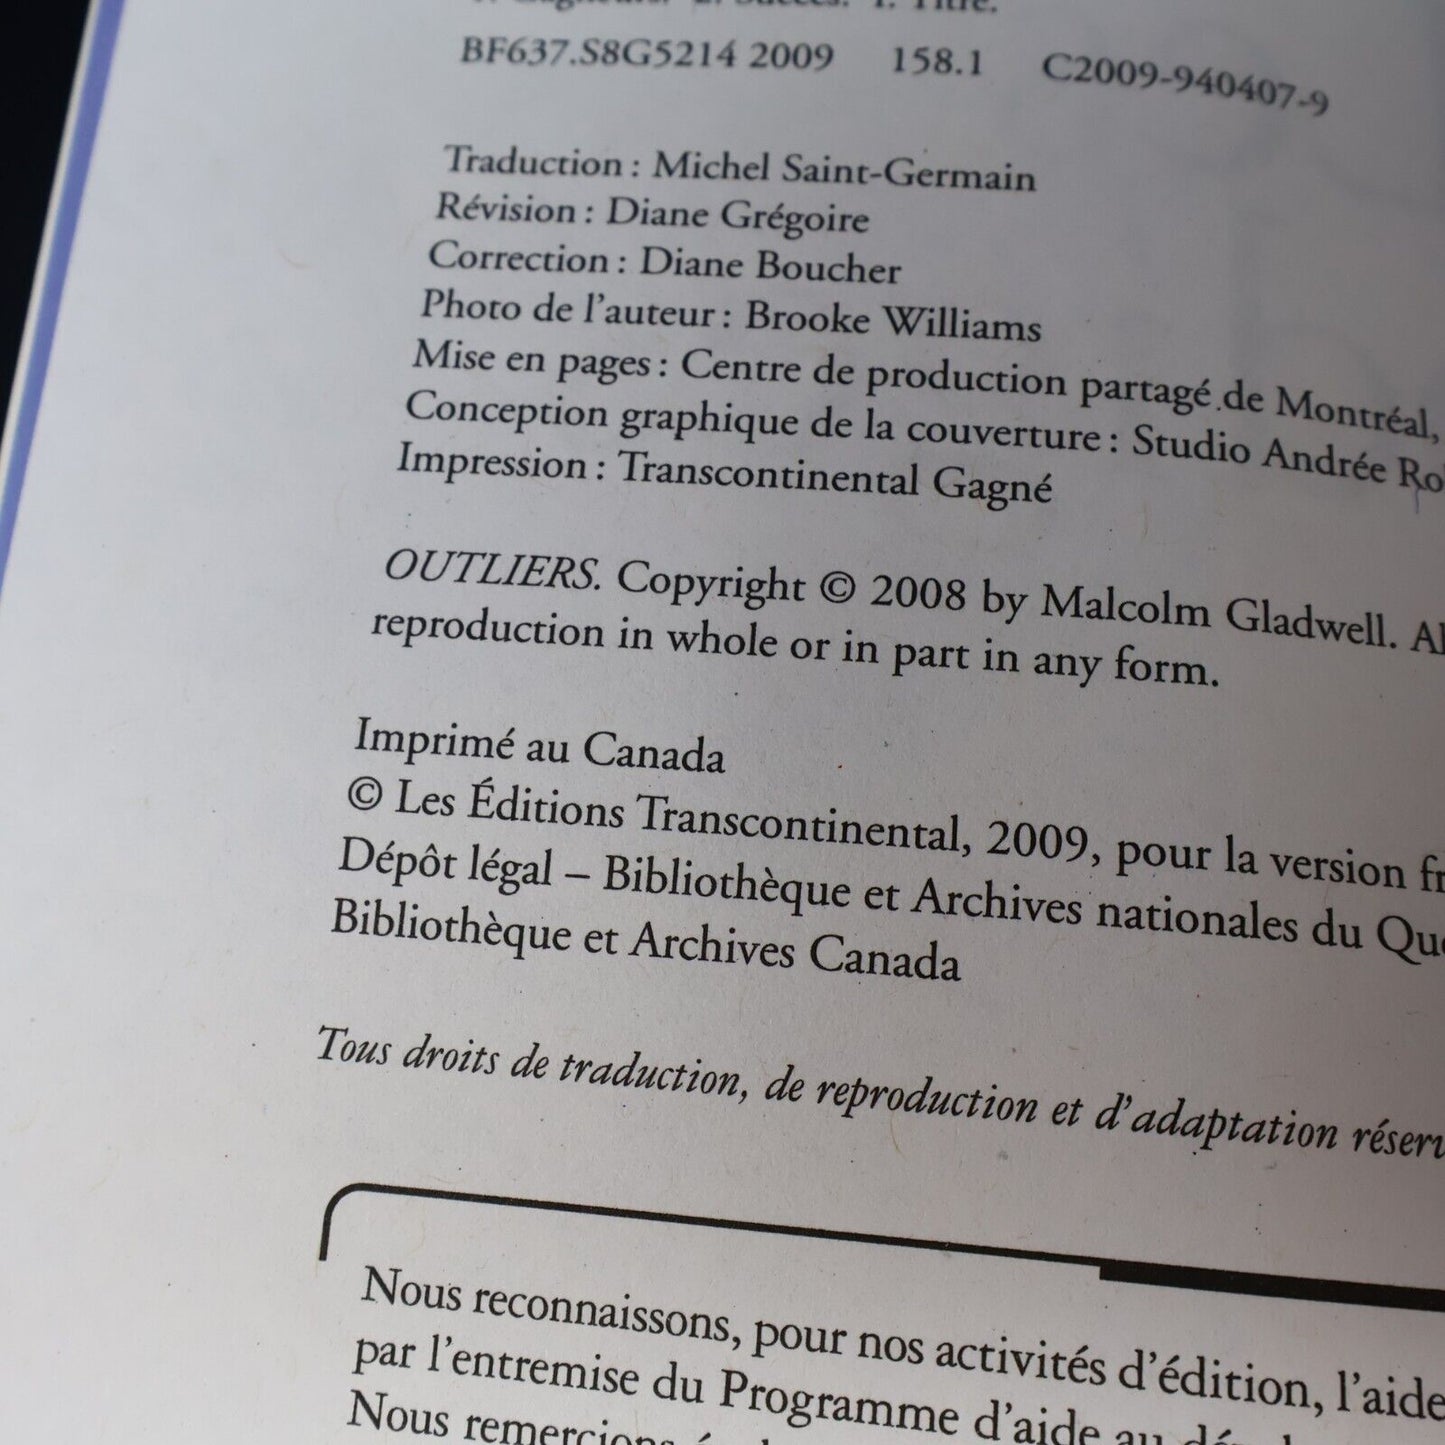 Titre.
BF637.S8G5214 2009 158.1 C2009-940407-9
Traduction : Michel Saint-Germain
Révision : Diane Grégoire
Correction : Diane Boucher
Photo de l'auteur : Brooke Williams
Mise en pages : Centre de production partagé de Montréal,
Conception graphique de la couverture : Studio Andrée
Impression : Transcontinental Gagné
OUTLIERS. Copyright © 2008 by Malcolm Gladwell.
reproduction in whole or in part in any form.
Imprimé au Canada
© Les Éditions Transcontinental, 2009, pour la version
Dépôt légal – Bibliothèque et Archives nationales du
Bibliothèque et Archives Canada
Tous droits de traduction, de reproduction et d'adaptation
Nous reconnaissons, pour nos activités d'édition, l'aide
par l'entremise du Programme d'aide au
Nous